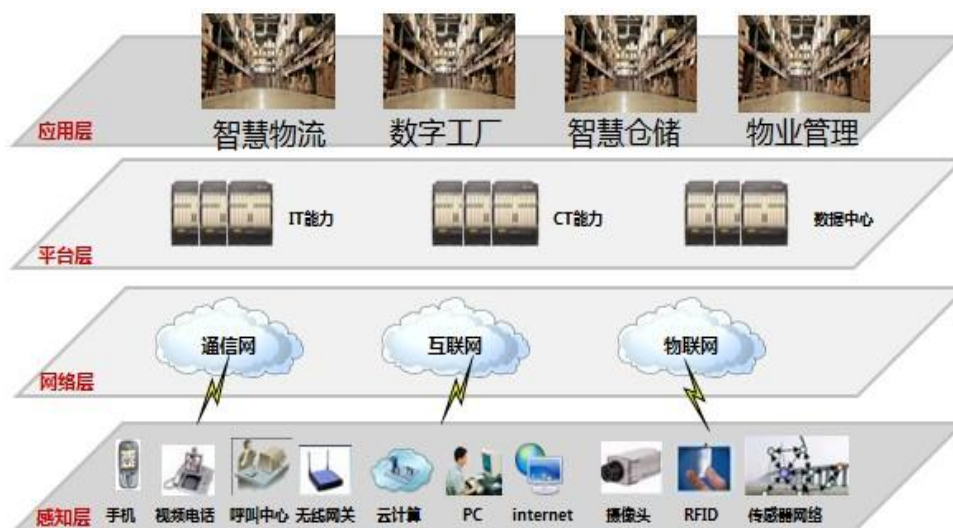 智慧物流 数字工厂 智慧仓储 物业管理
应用层
IT能力 CT能力 数据中心
平台层
通信网 互联网 物联网
网络层
手机 视频电话 呼叫中心 无线网关 云计算 PC internet 摄像头 RFID 传感器网络
感知层